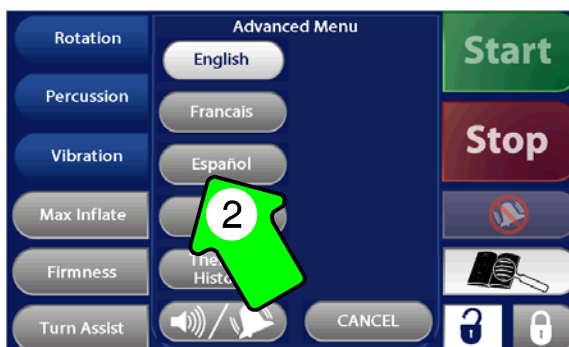 Rotation
Percussion
Vibration
Max Inflate
Firmness
Turn Assist
Advanced Menu
English
Francais
Español
2
CANCEL
Start
Stop